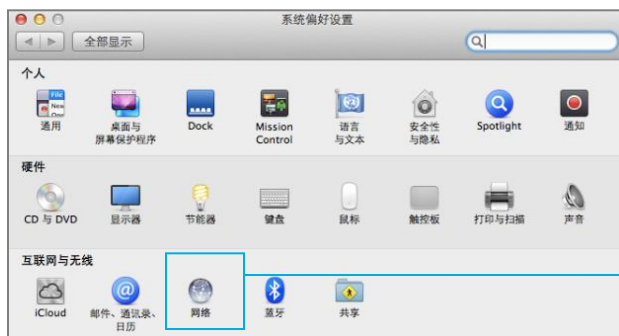 系统偏好设置
全部显示
个人
通用
桌面与
屏幕保护程序
Dock
Mission
Control
语言
与文本
安全性
与隐私
Spotlight
通知
硬件
CD 与 DVD
显示器
节能器
键盘
鼠标
触控板
打印与扫描
声音
互联网与无线
iCloud
邮件、通讯录、
日历
网络
蓝牙
共享